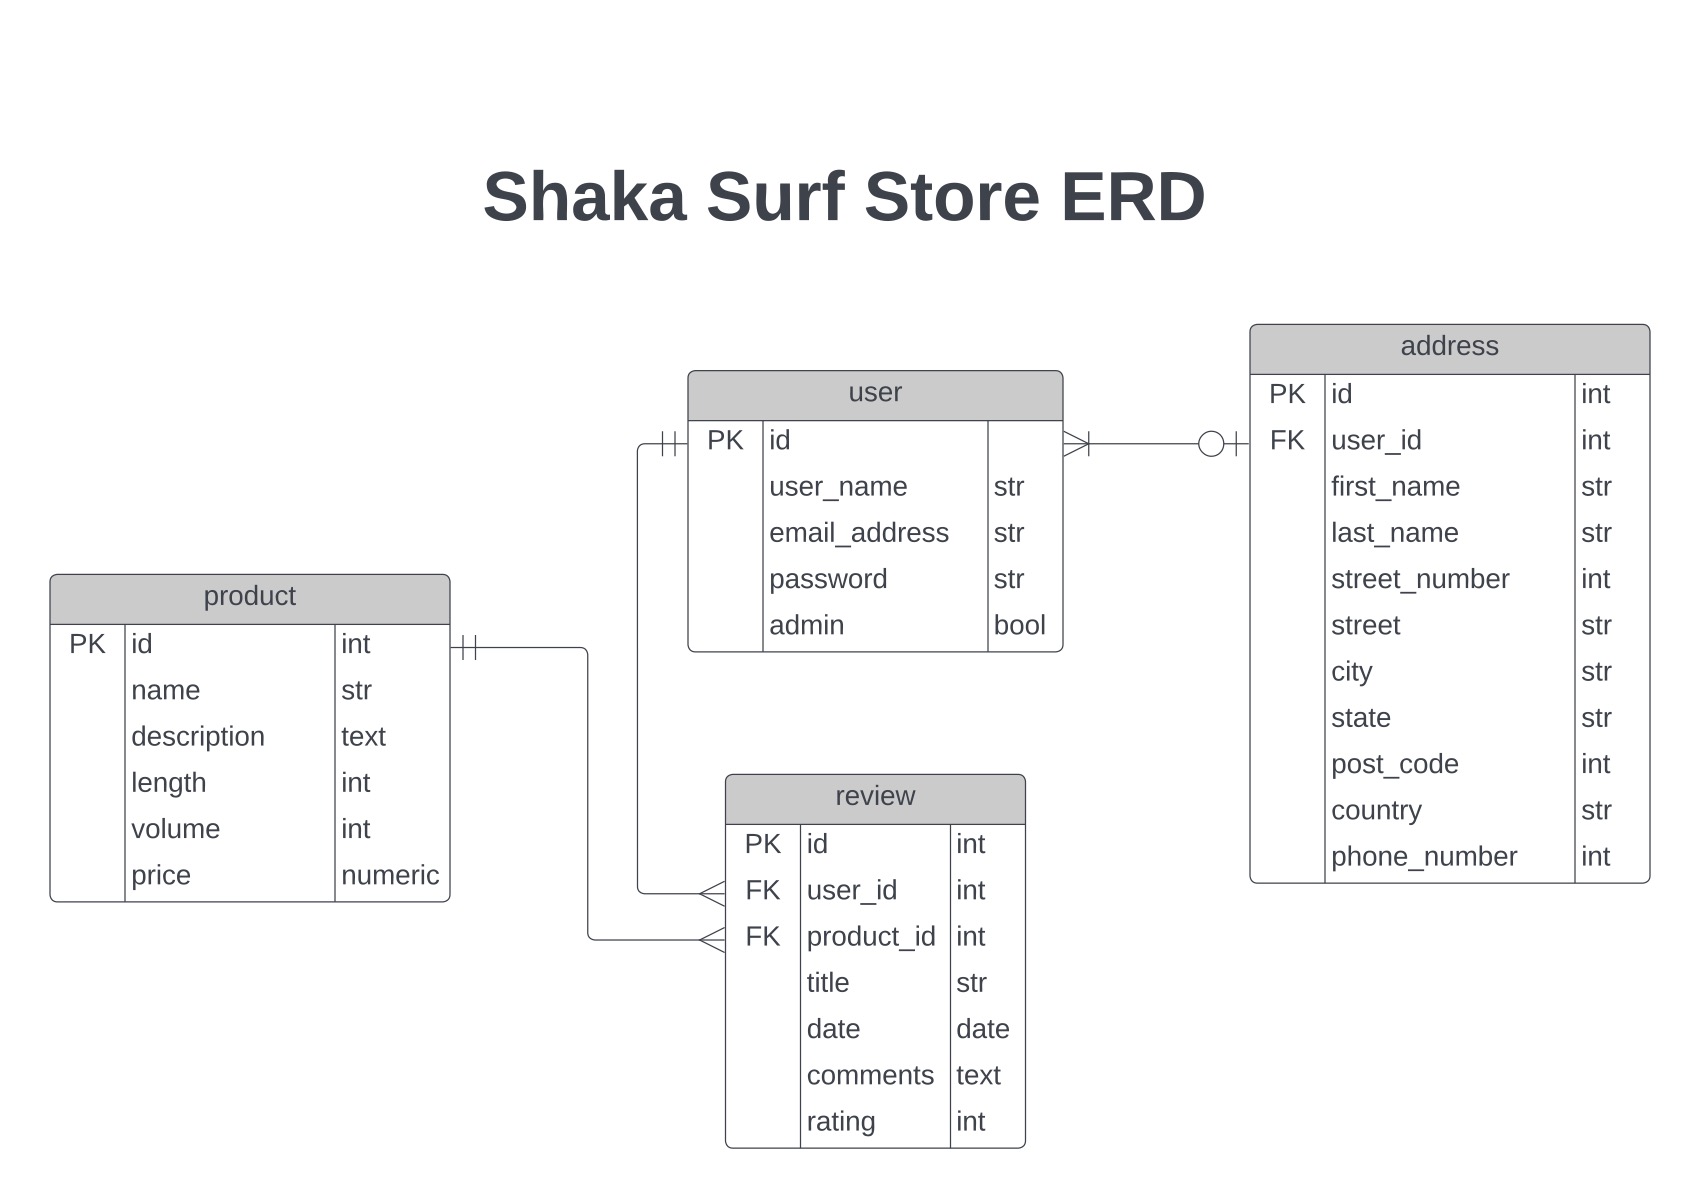 Shaka Surf Store ERD
user
PK id
user_name str
email_address str
password str
admin bool
address
PK id int
FK user_id int
first_name str
last_name str
street_number int
street str
city str
state str
post_code int
country str
phone_number int
product
PK id int
name str
description text
length int
volume int
price numeric
review
PK id int
FK user_id int
FK product_id int
title str
date date
comments text
rating int